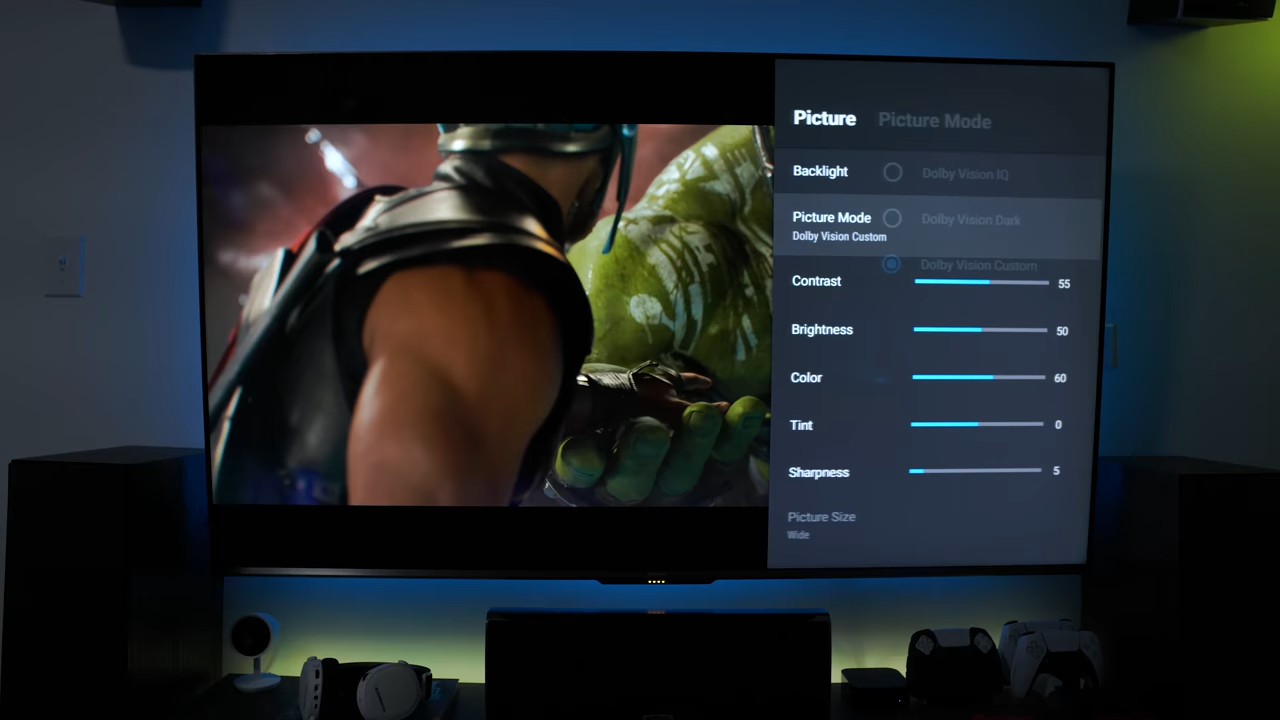 Picture Picture Mode
Backlight Dolby Vision IQ
Picture Mode Dolby Vision Dark
Dolby Vision Custom
Dolby Vision Custom
Contrast 55
Brightness 50
Color 60
Tint 0
Sharpness 5
Picture Size
Wide